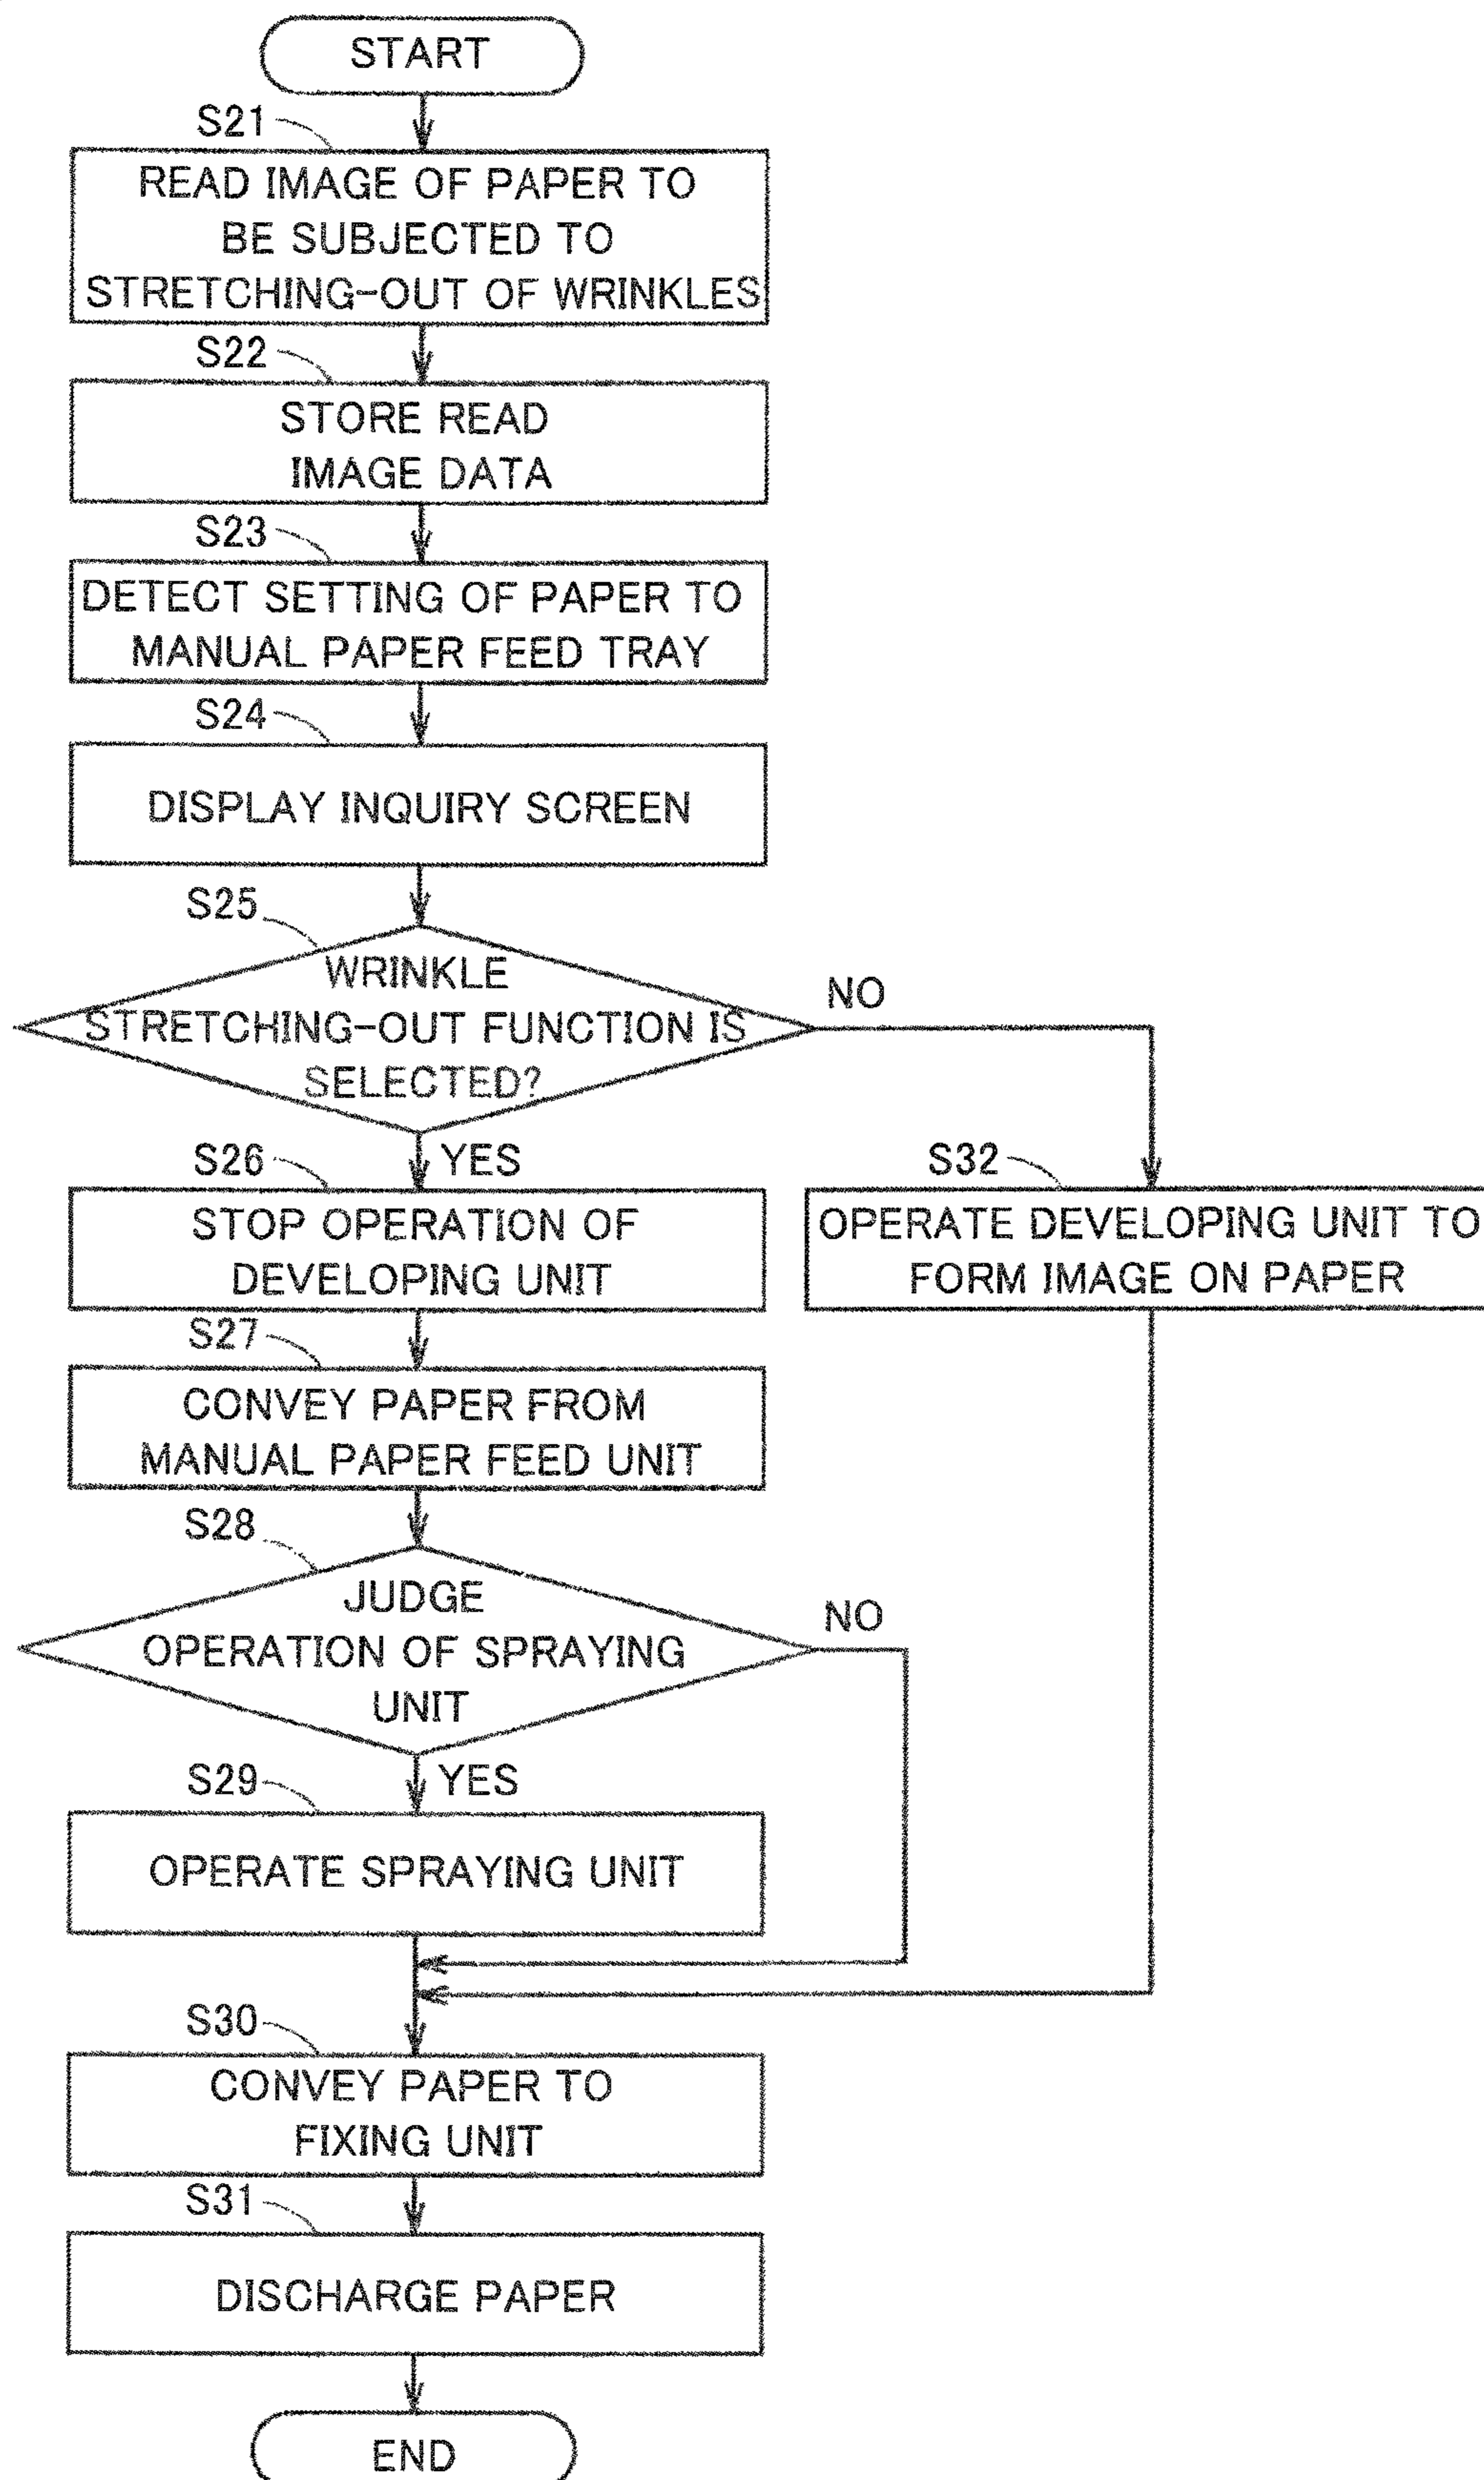 START
S21
READ IMAGE OF PAPER TO
BE SUBJECTED TO
STRETCHING-OUT OF WRINKLES
S22
STORE READ
IMAGE DATA
S23
DETECT SETTING OF PAPER TO
MANUAL PAPER FEED TRAY
S24
DISPLAY INQUIRY SCREEN
S25
WRINKLE
STRETCHING-OUT FUNCTION IS
SELECTED?
NO
YES
S26
STOP OPERATION OF
DEVELOPING UNIT
S32
OPERATE DEVELOPING UNIT TO
FORM IMAGE ON PAPER
S27
CONVEY PAPER FROM
MANUAL PAPER FEED UNIT
S28
JUDGE
OPERATION OF SPRAYING
UNIT
NO
YES
S29
OPERATE SPRAYING UNIT
S30
CONVEY PAPER TO
FIXING UNIT
S31
DISCHARGE PAPER
END